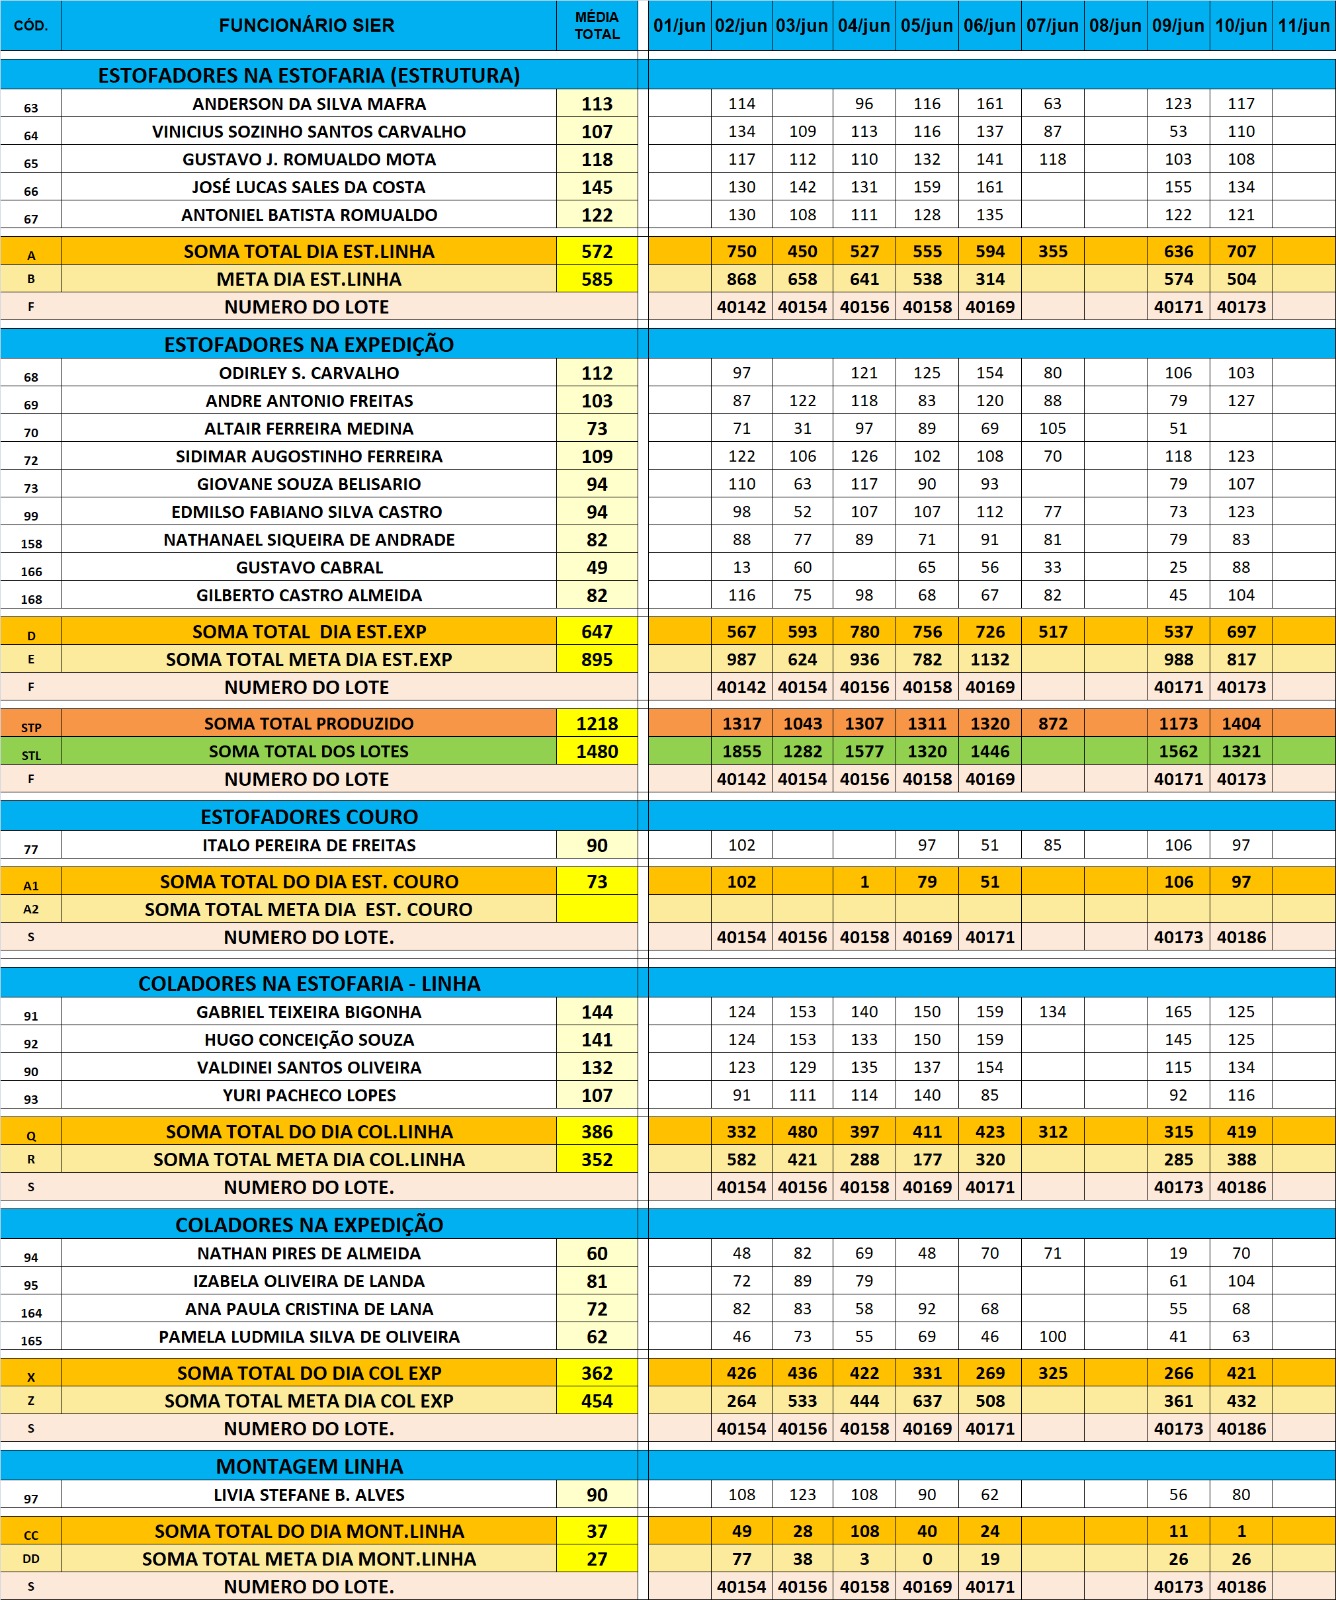 CÓD. FUNCIONÁRIO SIER MÉDIA TOTAL 01/jun 02/jun 03/jun 04/jun 05/jun 06/jun 07/jun 08/jun 09/jun 10/jun 11/jun
ESTOFADORES NA ESTOFARIA (ESTRUTURA)
63 ANDERSON DA SILVA MAFRA 113 114 96 116 161 63 123 117
64 VINICIUS SOZINHO SANTOS CARVALHO 107 134 109 113 116 137 87 53 110
65 GUSTAVO J. ROMUALDO MOTA 118 117 112 110 132 141 118 103 108
66 JOSÉ LUCAS SALES DA COSTA 145 130 142 131 159 161 155 134
67 ANTONIEL BATISTA ROMUALDO 122 130 108 111 128 135 122 121
A SOMA TOTAL DIA EST.LINHA 572 750 450 527 555 594 355 636 707
B META DIA EST.LINHA 585 868 658 641 538 314 574 504
F NUMERO DO LOTE 40142 40154 40156 40158 40169 40171 40173
ESTOFADORES NA EXPEDIÇÃO
68 ODIRLEY S. CARVALHO 112 97 121 125 154 80 106 103
69 ANDRE ANTONIO FREITAS 103 87 122 118 83 120 88 79 127
70 ALTAIR FERREIRA MEDINA 73 71 31 97 89 69 105 51
72 SIDIMAR AUGOSTINHO FERREIRA 109 122 106 126 102 108 70 118 123
73 GIOVANE SOUZA BELISARIO 94 110 63 117 90 93 79 107
99 EDMILSO FABIANO SILVA CASTRO 94 98 52 107 107 112 77 73 123
158 NATHANAEL SIQUEIRA DE ANDRADE 82 88 77 89 71 91 81 79 83
166 GUSTAVO CABRAL 49 13 60 65 56 33 25 88
168 GILBERTO CASTRO ALMEIDA 82 116 75 98 68 67 82 45 104
D SOMA TOTAL DIA EST.EXP 647 567 593 780 756 726 517 537 697
E SOMA TOTAL META DIA EST.EXP 895 987 624 936 782 1132 988 817
F NUMERO DO LOTE 40142 40154 40156 40158 40169 40171 40173
STP SOMA TOTAL PRODUZIDO 1218 1317 1043 1307 1311 1320 872 1173 1404
STL SOMA TOTAL DOS LOTES 1480 1855 1282 1577 1320 1446 1562 1321
F NUMERO DO LOTE 40142 40154 40156 40158 40169 40171 40173
ESTOFADORES COURO
77 ITALO PEREIRA DE FREITAS 90 102 97 51 85 106 97
A1 SOMA TOTAL DO DIA EST. COURO 73 102 1 79 51 106 97
A2 SOMA TOTAL META DIA EST. COURO
S NUMERO DO LOTE. 40154 40156 40158 40169 40171 40173 40186
COLADORES NA ESTOFARIA - LINHA
91 GABRIEL TEIXEIRA BIGONHA 144 124 153 140 150 159 134 165 125
92 HUGO CONCEIÇÃO SOUZA 141 124 153 133 150 159 145 125
90 VALDINEI SANTOS OLIVEIRA 132 123 129 135 137 154 115 134
93 YURI PACHECO LOPES 107 91 111 114 140 85 92 116
Q SOMA TOTAL DO DIA COL.LINHA 386 332 480 397 411 423 312 315 419
R SOMA TOTAL META DIA COL.LINHA 352 582 421 288 177 320 285 388
S NUMERO DO LOTE. 40154 40156 40158 40169 40171 40173 40186
COLADORES NA EXPEDIÇÃO
94 NATHAN PIRES DE ALMEIDA 60 48 82 69 48 70 71 19 70
95 IZABELA OLIVEIRA DE LANDA 81 72 89 79 61 104
164 ANA PAULA CRISTINA DE LANA 72 82 83 58 92 68 55 68
165 PAMELA LUDMILA SILVA DE OLIVEIRA 62 46 73 55 69 46 100 41 63
X SOMA TOTAL DO DIA COL EXP 362 426 436 422 331 269 325 266 421
Z SOMA TOTAL META DIA COL EXP 454 264 533 444 637 508 361 432
S NUMERO DO LOTE. 40154 40156 40158 40169 40171 40173 40186
MONTAGEM LINHA
97 LIVIA STEFANE B. ALVES 90 108 123 108 90 62 56 80
CC SOMA TOTAL DO DIA MONT.LINHA 37 49 28 108 40 24 11 1
DD SOMA TOTAL META DIA MONT.LINHA 27 77 38 3 0 19 26 26
S NUMERO DO LOTE. 40154 40156 40158 40169 40171 40173 40186